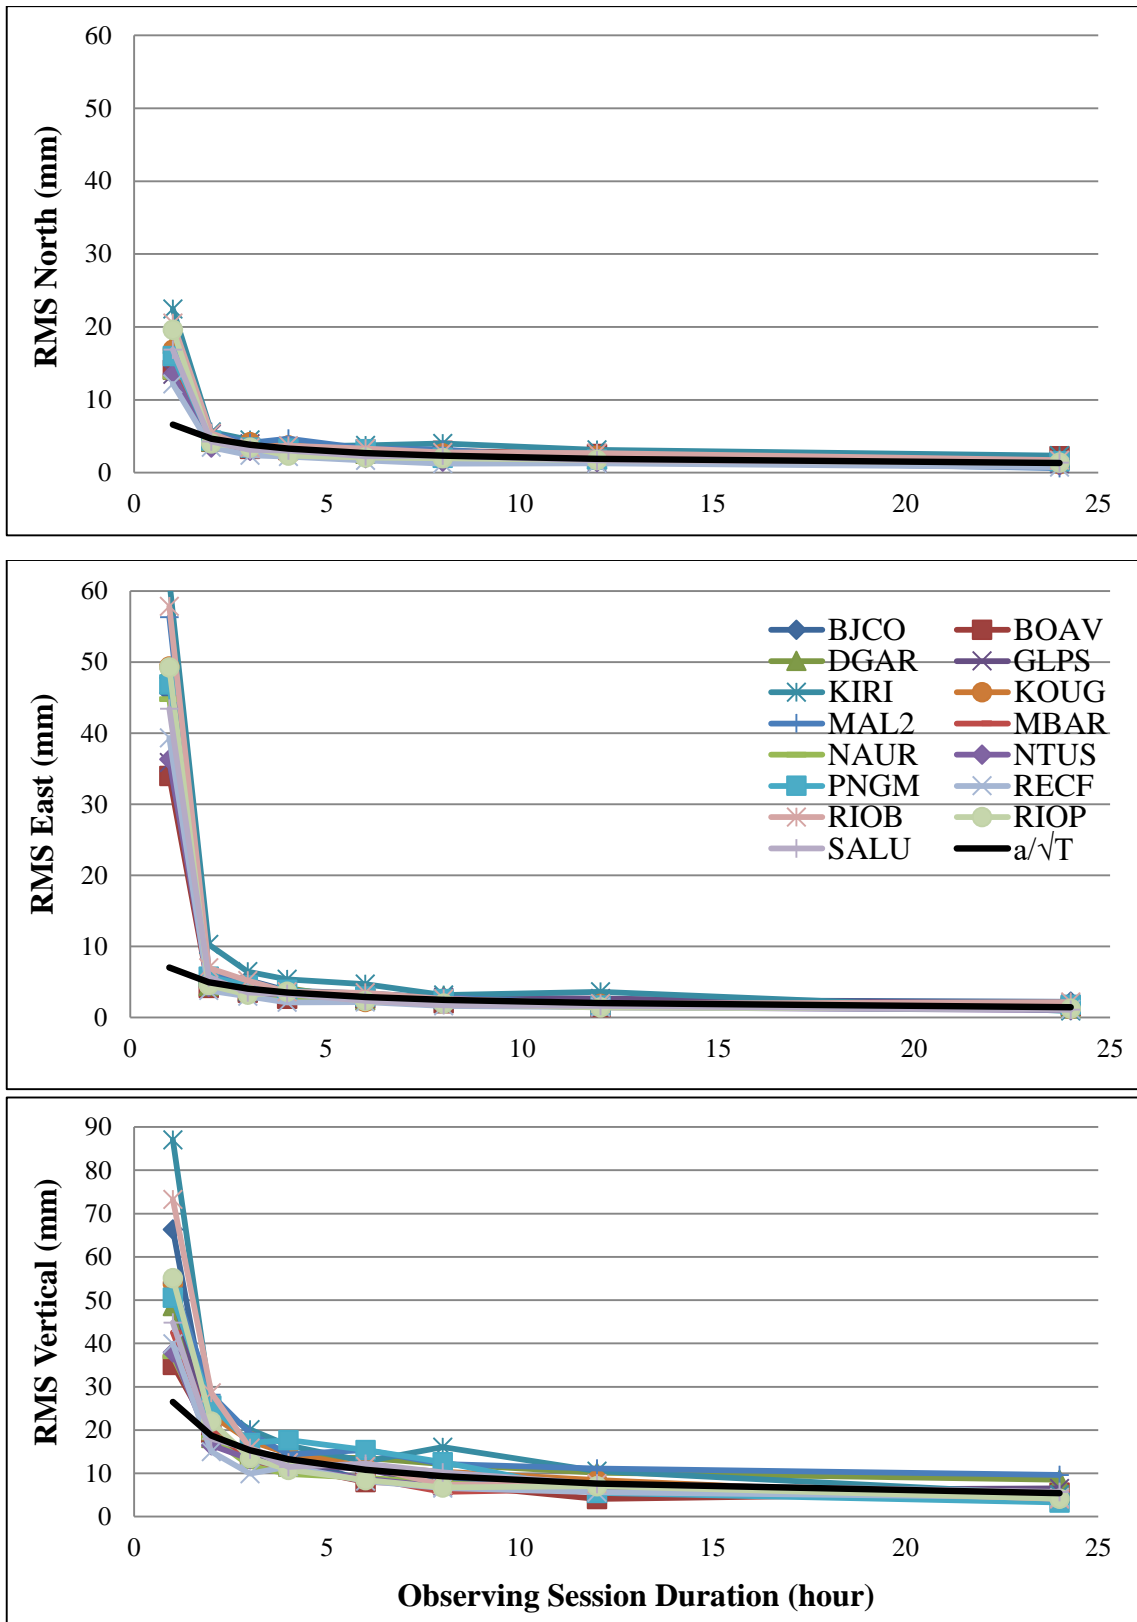 60
50
40
30
20
10
0
0 5 10 15 20 25
RMS North (mm)
60
50
40
30
20
10
0
0 5 10 15 20 25
RMS East (mm)
BJCO BOAV
DGAR GLPS
KIRI KOUG
MAL2 MBAR
NAUR NTUS
PNGM RECF
RIOB RIOP
SALU a/√T
90
80
70
60
50
40
30
20
10
0
0 5 10 15 20 25
RMS Vertical (mm)
Observing Session Duration (hour)